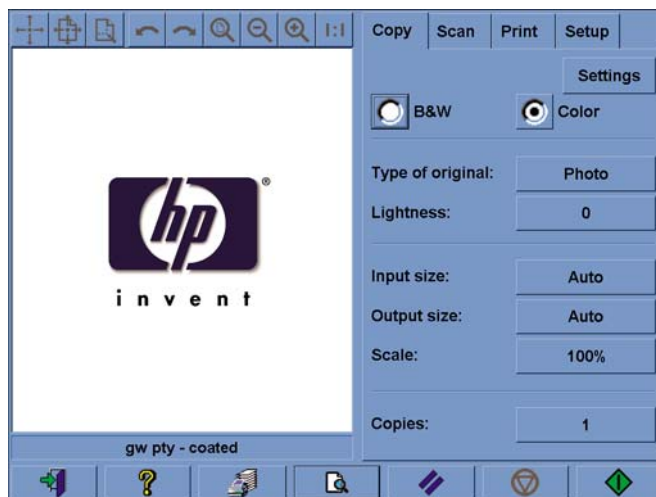 1:1
Copy Scan Print Setup
Settings
B&W Color
Type of original: Photo
Lightness: 0
Input size: Auto
Output size: Auto
Scale: 100%
Copies: 1
hp ®
invent
gw pty - coated
?